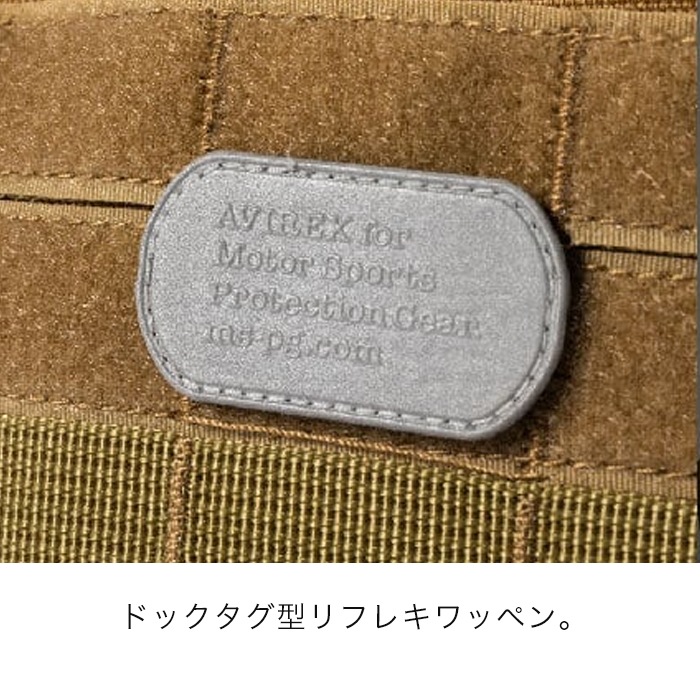 AVIREX for
Motor Sports
Protection Gear
ms-pg.com
ドックタグ型リフレキワッペン。